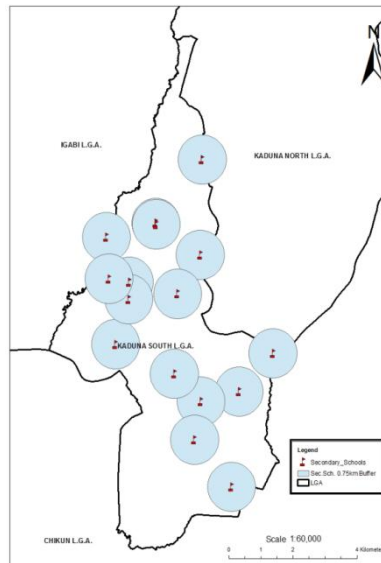 N
IGABI L.G.A.
KADUNA NORTH L.G.A.
KADUNA SOUTH L.G.A.
Legend
Secondary_Schools
Sec.Sch. 0.75km Buffer
LGA
CHIKUN L.G.A.
Scale 1:60,000
0 1 2 4 Kilomete